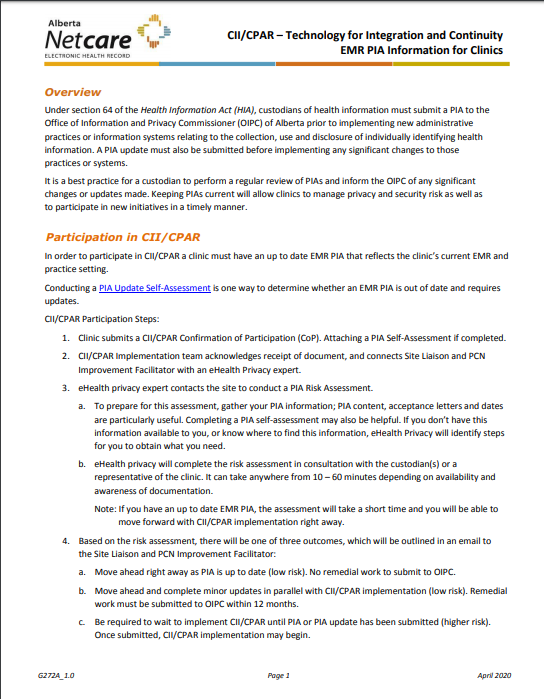 Alberta
Netcare
ELECTRONIC HEALTH RECORD
CII/CPAR – Technology for Integration and Continuity
EMR PIA Information for Clinics
Overview
Under section 64 of the Health Information Act (HIA), custodians of health information must submit a PIA to the
Office of Information and Privacy Commissioner (OIPC) of Alberta prior to implementing new administrative
practices or information systems relating to the collection, use and disclosure of individually identifying health
information. A PIA update must also be submitted before implementing any significant changes to those
practices or systems.
It is a best practice for a custodian to perform a regular review of PIAs and inform the OIPC of any significant
changes or updates made. Keeping PIAs current will allow clinics to manage privacy and security risk as well as
to participate in new initiatives in a timely manner.
Participation in CII/CPAR
In order to participate in CII/CPAR a clinic must have an up to date EMR PIA that reflects the clinic's current EMR and
practice setting.
Conducting a PIA Update Self-Assessment is one way to determine whether an EMR PIA is out of date and requires
updates.
CII/CPAR Participation Steps:
1. Clinic submits a CII/CPAR Confirmation of Participation (CoP). Attaching a PIA Self-Assessment if completed.
2. CII/CPAR Implementation team acknowledges receipt of document, and connects Site Liaison and PCN
Improvement Facilitator with an eHealth Privacy expert.
3. eHealth privacy expert contacts the site to conduct a PIA Risk Assessment.
a. To prepare for this assessment, gather your PIA information; PIA content, acceptance letters and dates
are particularly useful. Completing a PIA self-assessment may also be helpful. If you don't have this
information available to you, or know where to find this information, eHealth Privacy will identify steps
for you to obtain what you need.
b. eHealth privacy will complete the risk assessment in consultation with the custodian(s) or a
representative of the clinic. It can take anywhere from 10 – 60 minutes depending on availability and
awareness of documentation.
Note: If you have an up to date EMR PIA, the assessment will take a short time and you will be able to
move forward with CII/CPAR implementation right away.
4. Based on the risk assessment, there will be one of three outcomes, which will be outlined in an email to
the Site Liaison and PCN Improvement Facilitator:
a. Move ahead right away as PIA is up to date (low risk). No remedial work to submit to OIPC.
b. Move ahead and complete minor updates in parallel with CII/CPAR implementation (low risk). Remedial
work must be submitted to OIPC within 12 months.
c. Be required to wait to implement CII/CPAR until PIA or PIA update has been submitted (higher risk).
Once submitted, CII/CPAR implementation may begin.
G272A_1.0 Page 1 April 2020